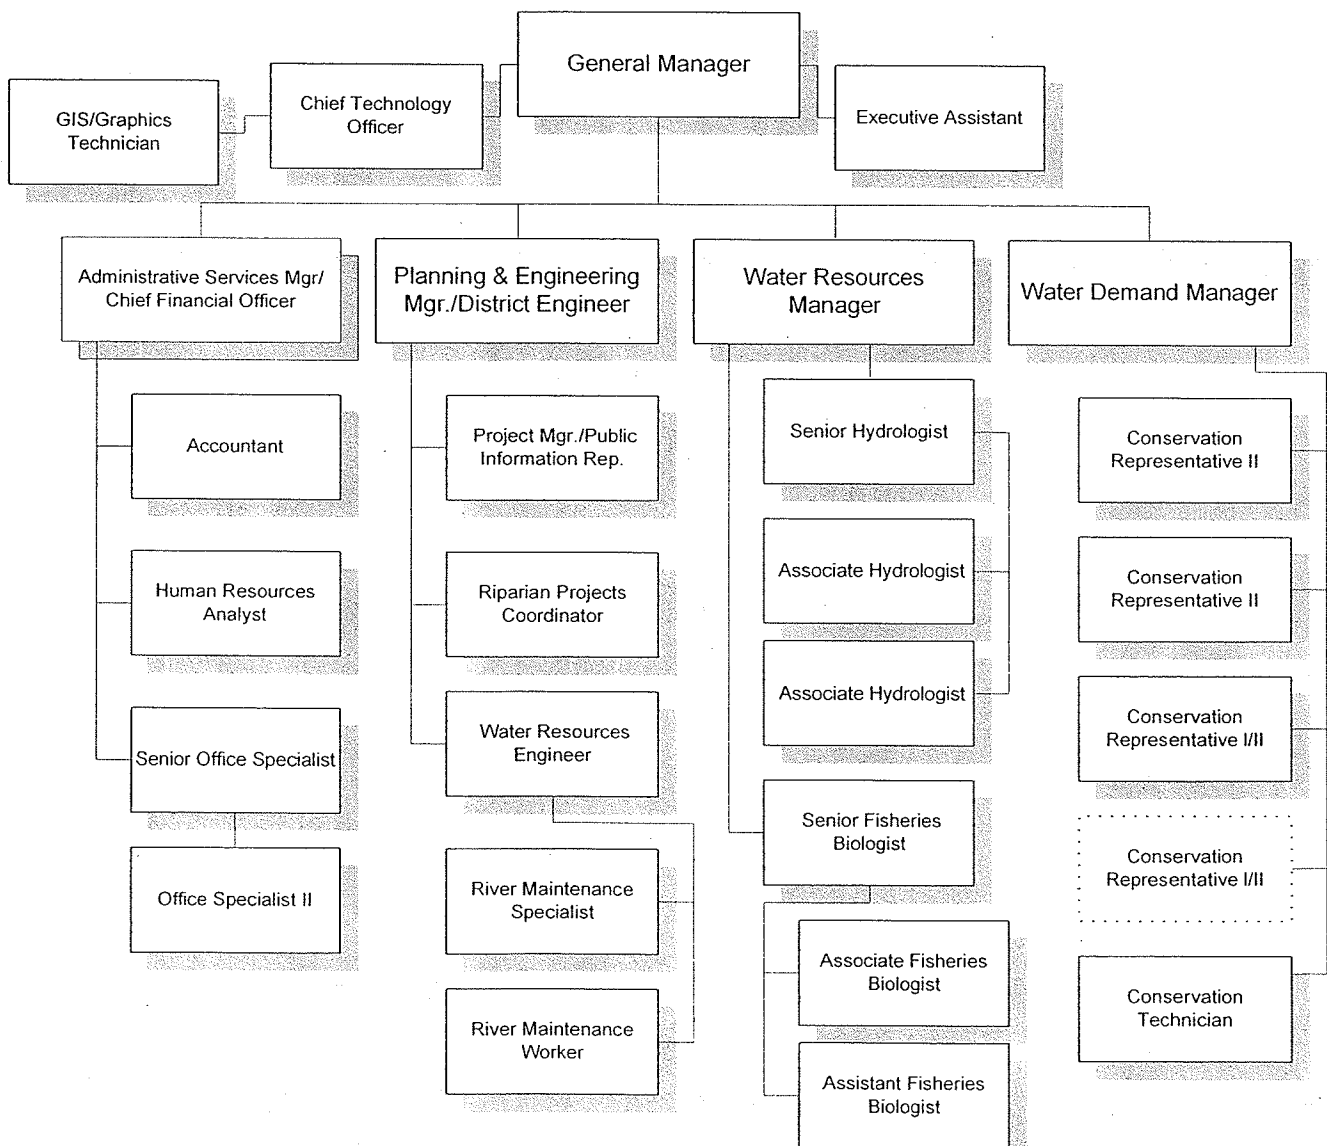 General Manager
GIS/Graphics
Technician
Chief Technology
Officer
Executive Assistant
Administrative Services Mgr/
Chief Financial Officer
Planning & Engineering
Mgr./District Engineer
Water Resources
Manager
Water Demand Manager
Accountant
Human Resources
Analyst
Senior Office Specialist
Office Specialist II
Project Mgr./Public
Information Rep.
Riparian Projects
Coordinator
Water Resources
Engineer
River Maintenance
Specialist
River Maintenance
Worker
Senior Hydrologist
Associate Hydrologist
Associate Hydrologist
Senior Fisheries
Biologist
Associate Fisheries
Biologist
Assistant Fisheries
Biologist
Conservation
Representative II
Conservation
Representative II
Conservation
Representative I/II
Conservation
Representative I/II
Conservation
Technician